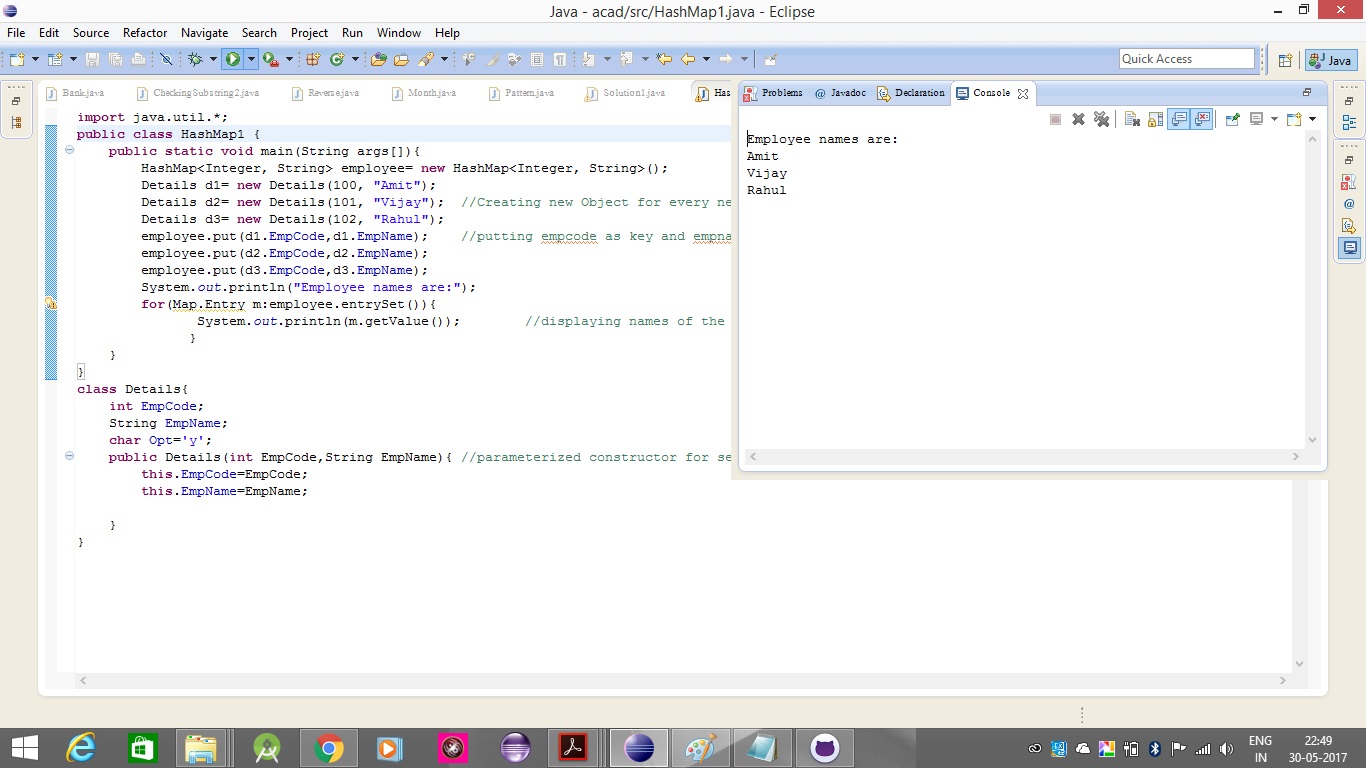 Java - acad/src/HashMap1.java - Eclipse
File Edit Source Refactor Navigate Search Project Run Window Help
Quick Access
Java
Bank.java CheckingSubstring2.java Reverse.java Month.java Pattern.java Solution1.java Has
import java.util.*;
public class HashMap1 {
public static void main(String args[]){
HashMap<Integer, String> employee= new HashMap<Integer, String>();
Details d1= new Details(100, "Amit");
Details d2= new Details(101, "Vijay"); //Creating new Object for every ne
Details d3= new Details(102, "Rahul");
employee.put(d1.EmpCode,d1.EmpName); //putting empcode as key and empna
employee.put(d2.EmpCode,d2.EmpName);
employee.put(d3.EmpCode,d3.EmpName);
System.out.println("Employee names are:");
for(Map.Entry m:employee.entrySet()){
System.out.println(m.getValue()); //displaying names of the
}
}
}
class Details{
int EmpCode;
String EmpName;
char Opt='y';
public Details(int EmpCode,String EmpName){ //parameterized constructor for se
this.EmpCode=EmpCode;
this.EmpName=EmpName;
}
}
Problems @ Javadoc Declaration Console
Employee names are:
Amit
Vijay
Rahul
ENG
IN
22:49
30-05-2017